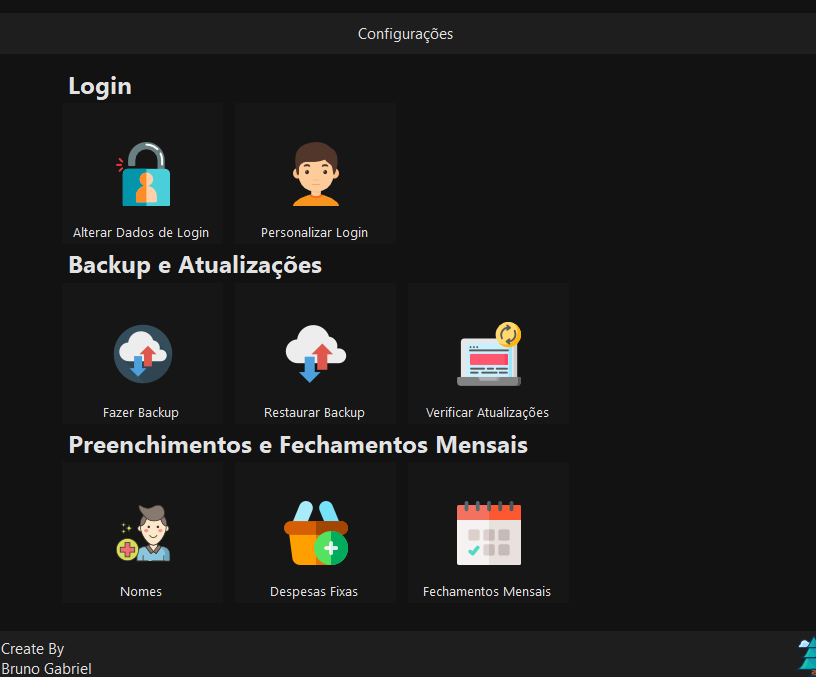 Configurações
Login
Alterar Dados de Login
Personalizar Login
Backup e Atualizações
Fazer Backup
Restaurar Backup
Verificar Atualizações
Preenchimentos e Fechamentos Mensais
Nomes
Despesas Fixas
Fechamentos Mensais
Create By
Bruno Gabriel